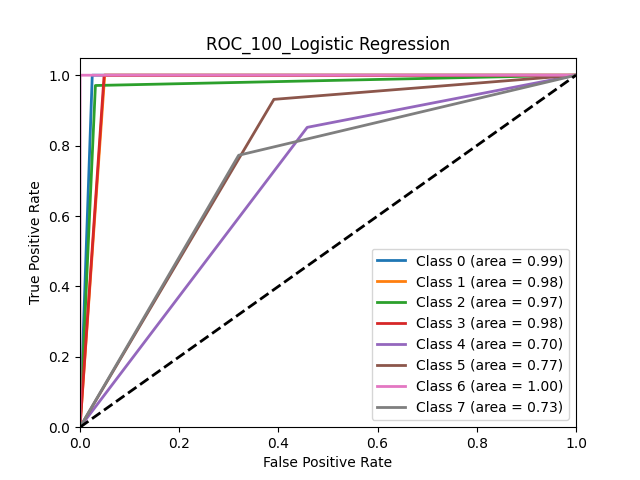 ROC_100_Logistic Regression
True Positive Rate
1.0
0.8
0.6
0.4
0.2
0.0
Class 0 (area = 0.99)
Class 1 (area = 0.98)
Class 2 (area = 0.97)
Class 3 (area = 0.98)
Class 4 (area = 0.70)
Class 5 (area = 0.77)
Class 6 (area = 1.00)
Class 7 (area = 0.73)
0.0 0.2 0.4 0.6 0.8 1.0
False Positive Rate